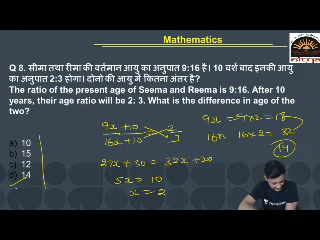 Mathematics
Q 8. सीमा तथा रीमा की वर्तमान आयु का अनुपात 9:16 है। 10 वर्श बाद इनकी आयु
का अनुपात 2:3 होगा। दोनो की आयु में कितना अंतर है?
The ratio of the present age of Seema and Reema is 9:16. After 10
years, their age ratio will be 2: 3. What is the difference in age of the
two?
a) 10
b) 15
c) 12
d) 14
9x+10 2
16x+10 3
27x+30 = 32x+20
5x = 10
x = 2
9x = 9x2 = 18
16x 16x2 = 32
14